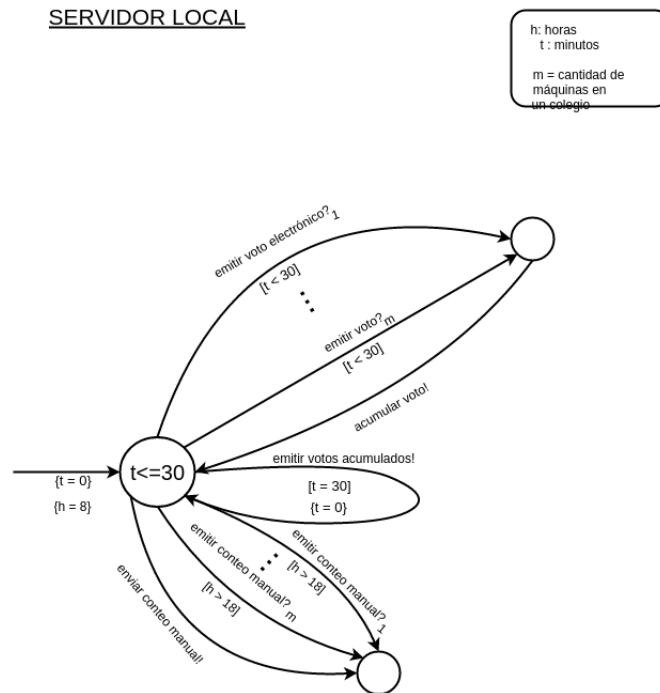 SERVIDOR LOCAL
h: horas
t : minutos
m = cantidad de
máquinas en
un colegio
emitir voto electrónico?1
[t < 30]
emitir voto?m
[t < 30]
acumular voto!
emitir votos acumulados!
[t = 30]
{t = 0}
t<=30
{t = 0}
{h = 8}
emitir conteo manual?1
[h > 18]
emitir conteo manual?m
[h > 18]
enviar conteo manual!